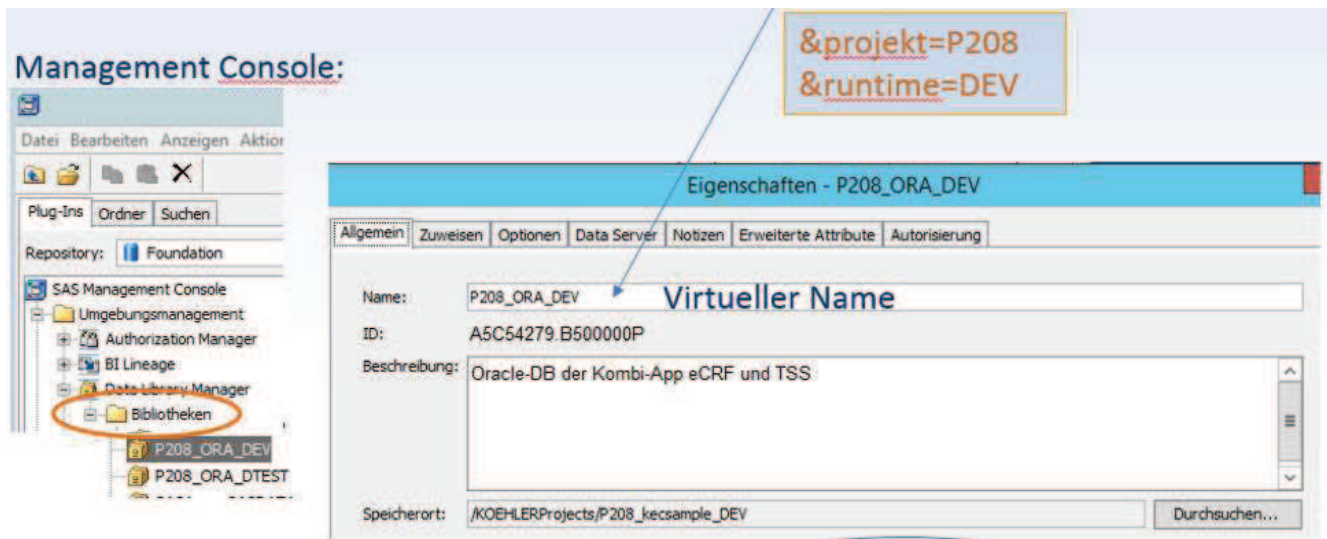 &projekt=P208
&runtime=DEV
Management Console:
Datei Bearbeiten Anzeigen Aktion
Plug-Ins Ordner Suchen
Repository: Foundation
SAS Management Console
Umgebungsmanagement
Authorization Manager
BI Lineage
Data Library Manager
Bibliotheken
P208_ORA_DEV
P208_ORA_DTEST
Eigenschaften - P208_ORA_DEV
Allgemein Zuweisen Optionen Data Server Notizen Erweiterte Attribute Autorisierung
Name: P208_ORA_DEV Virtueller Name
ID: A5C54279.B500000P
Beschreibung: Oracle-DB der Kombi-App eCRF und TSS
Speicherort: /KOEHLERProjects/P208_kecsample_DEV Durchsuchen...